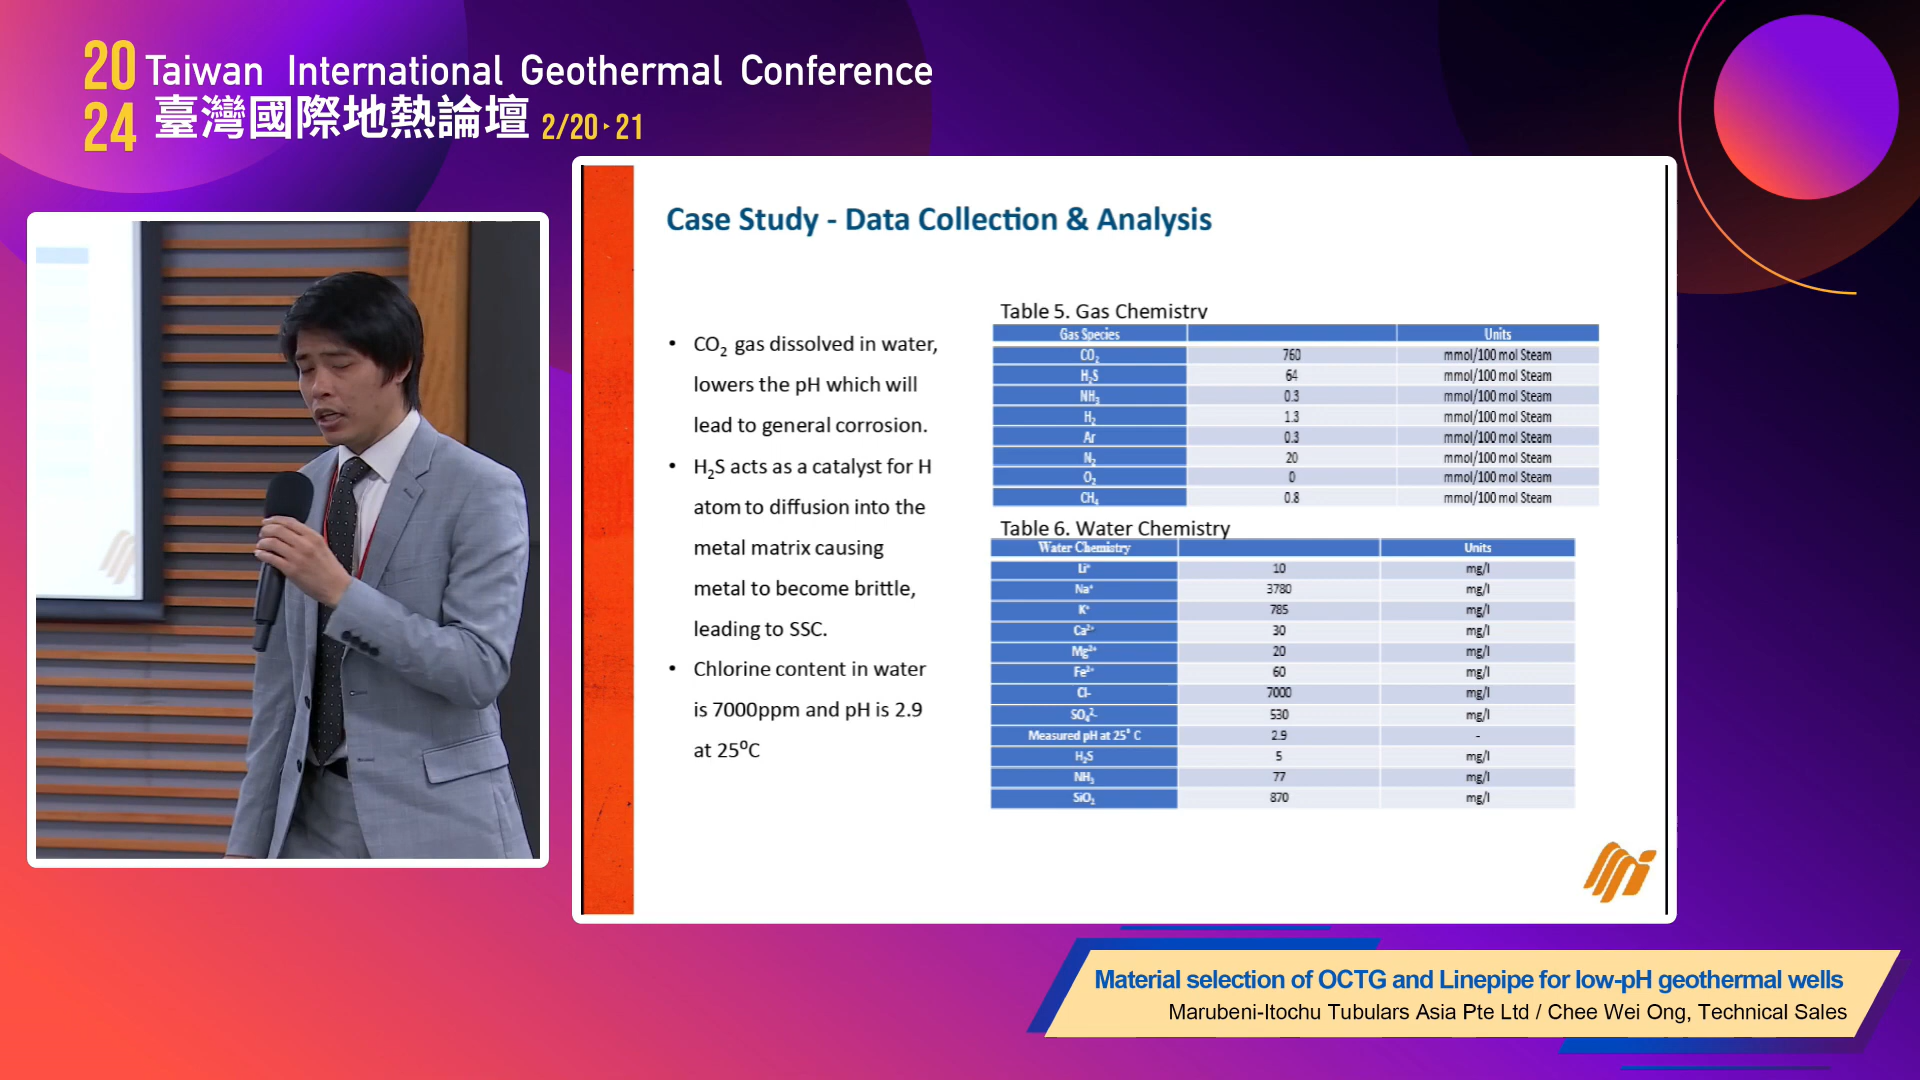 2024 Taiwan International Geothermal Conference
臺灣國際地熱論壇 2/20‣21
Case Study - Data Collection & Analysis
• CO₂ gas dissolved in water,
lowers the pH which will
lead to general corrosion.
• H₂S acts as a catalyst for H
atom to diffusion into the
metal matrix causing
metal to become brittle,
leading to SSC.
• Chlorine content in water
is 7000ppm and pH is 2.9
at 25⁰C
Table 5. Gas Chemistry
Gas Species Units
CO₂ 760 mmol/100 mol Steam
H₂S 64 mmol/100 mol Steam
NH₃ 0.3 mmol/100 mol Steam
H₂ 1.3 mmol/100 mol Steam
Ar 0.3 mmol/100 mol Steam
N₂ 20 mmol/100 mol Steam
O₂ 0 mmol/100 mol Steam
CH₄ 0.8 mmol/100 mol Steam
Table 6. Water Chemistry
Water Chemistry Units
Li⁺ 10 mg/l
Na⁺ 3780 mg/l
K⁺ 785 mg/l
Ca²⁺ 30 mg/l
Mg²⁺ 20 mg/l
Fe²⁺ 60 mg/l
Cl- 7000 mg/l
SO₄²- 530 mg/l
Measured pH at 25° C 2.9 -
H₂S 5 mg/l
NH₃ 77 mg/l
SiO₂ 870 mg/l
Material selection of OCTG and Linepipe for low-pH geothermal wells
Marubeni-Itochu Tubulars Asia Pte Ltd / Chee Wei Ong, Technical Sales